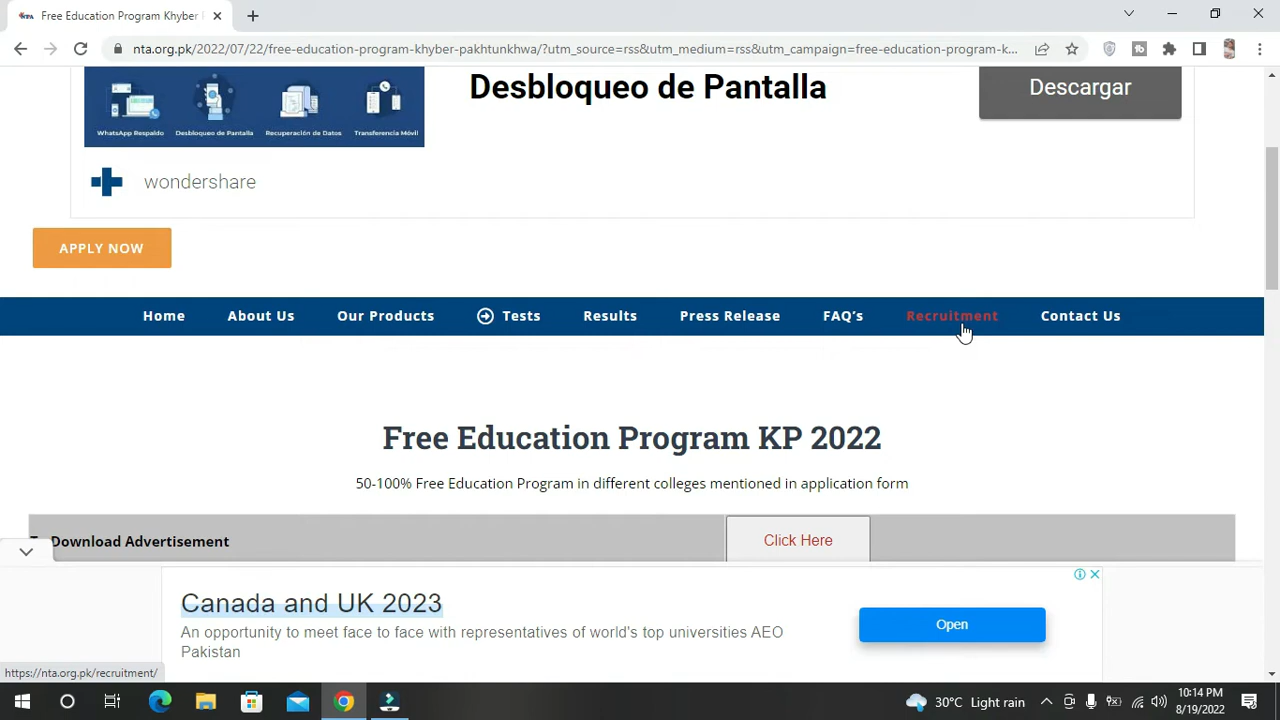 Free Education Program Khyber
nta.org.pk/2022/07/22/free-education-program-khyber-pakhtunkhwa/?utm_source=rss&utm_medium=rss&utm_campaign=free-education-program-k...
Desbloqueo de Pantalla
Descargar
WhatsApp Respaldo
Desbloqueo de Pantalla
Recuperación de Datos
Transferencia Móvil
wondershare
APPLY NOW
Home
About Us
Our Products
Tests
Results
Press Release
FAQ's
Recruitment
Contact Us
Free Education Program KP 2022
50-100% Free Education Program in different colleges mentioned in application form
Download Advertisement
Click Here
Canada and UK 2023
An opportunity to meet face to face with representatives of world's top universities AEO
Pakistan
Open
https://nta.org.pk/recruitment/
30°C Light rain
10:14 PM
8/19/2022